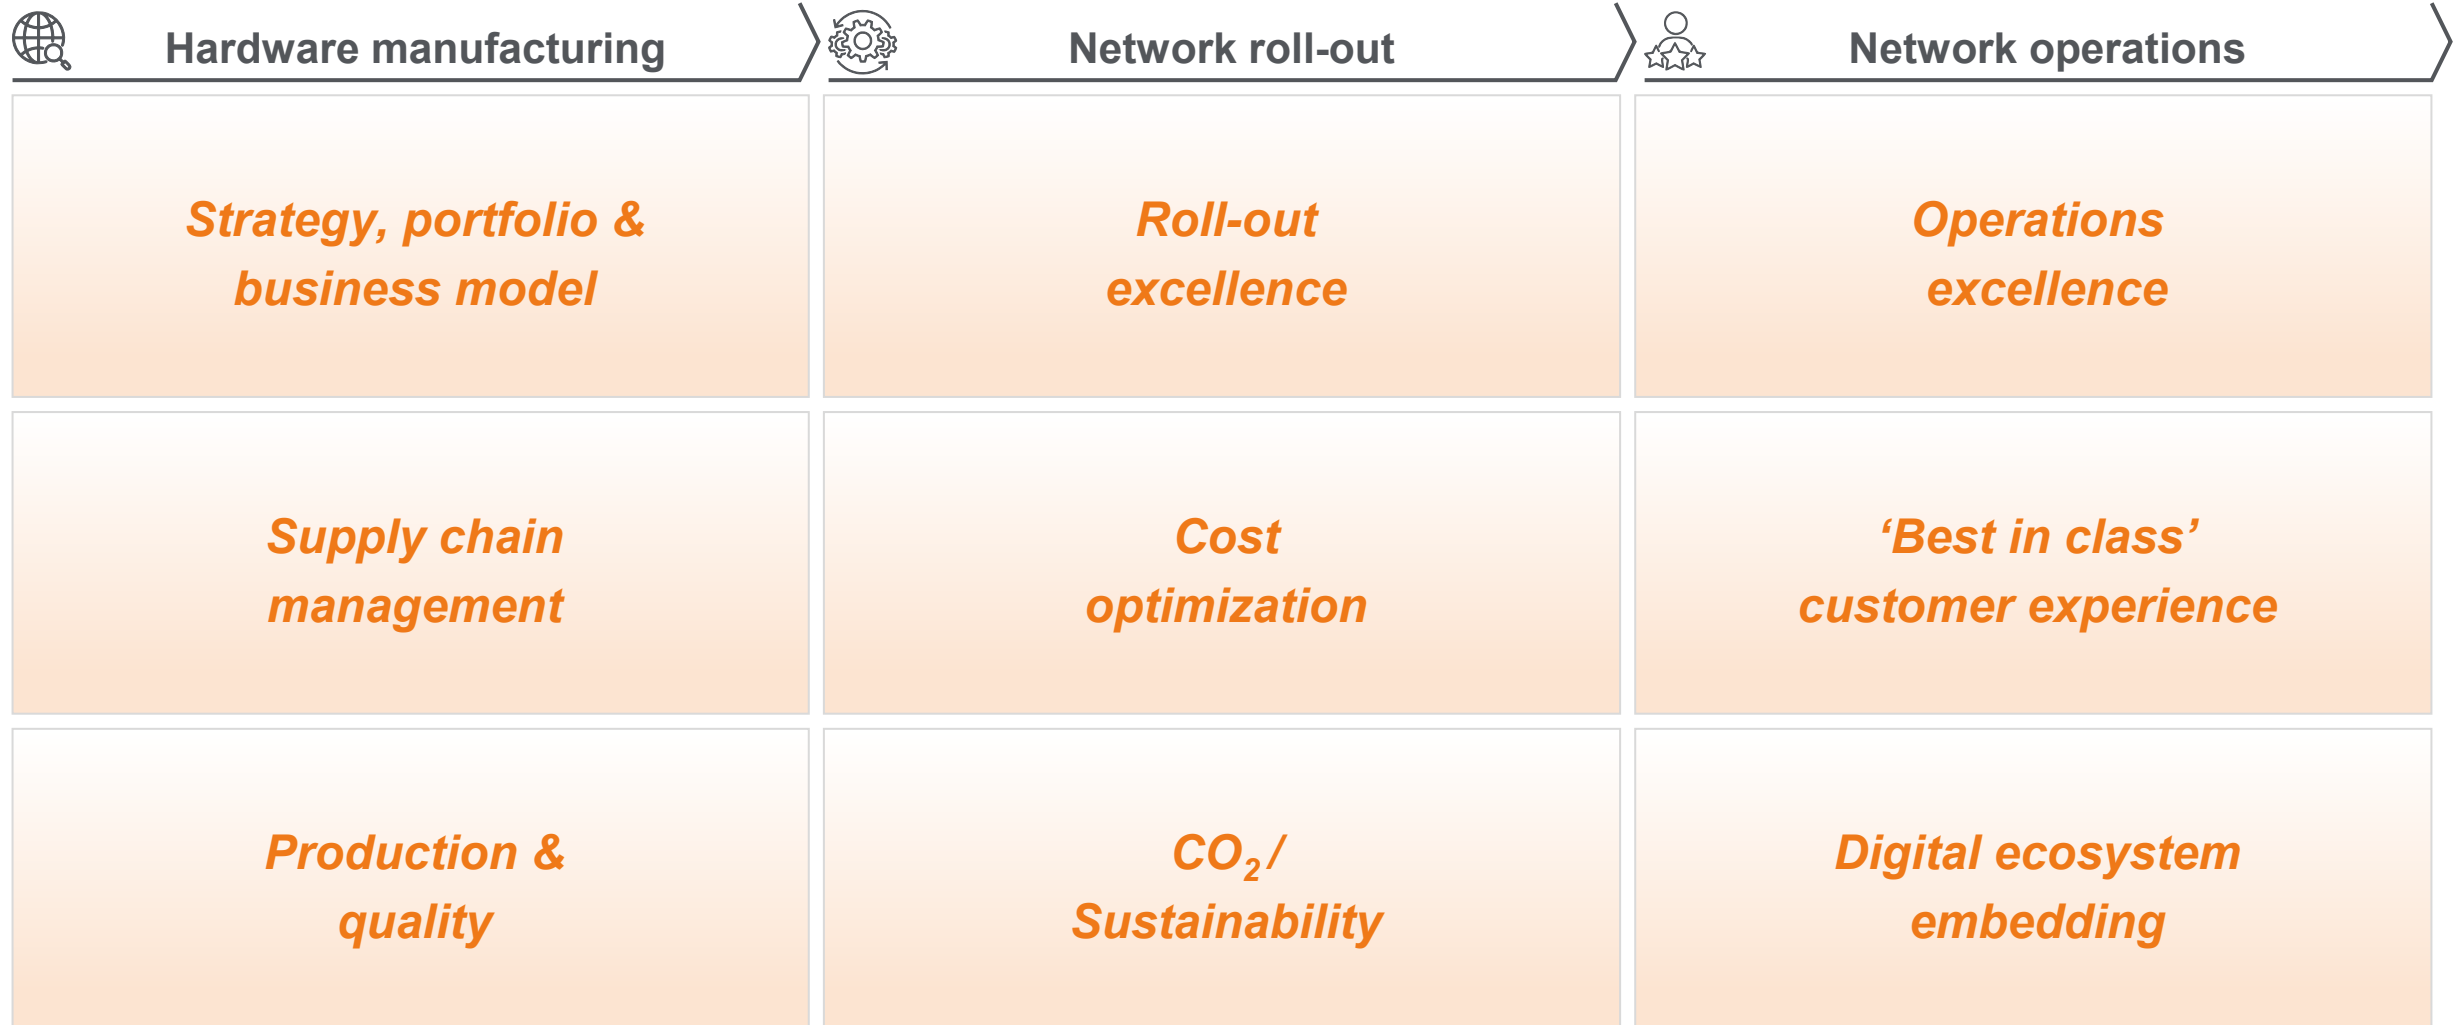 Hardware manufacturing
Network roll-out
Network operations
Strategy, portfolio &
business model
Roll-out
excellence
Operations
excellence
Supply chain
management
Cost
optimization
‘Best in class’
customer experience
Production &
quality
CO₂ /
Sustainability
Digital ecosystem
embedding